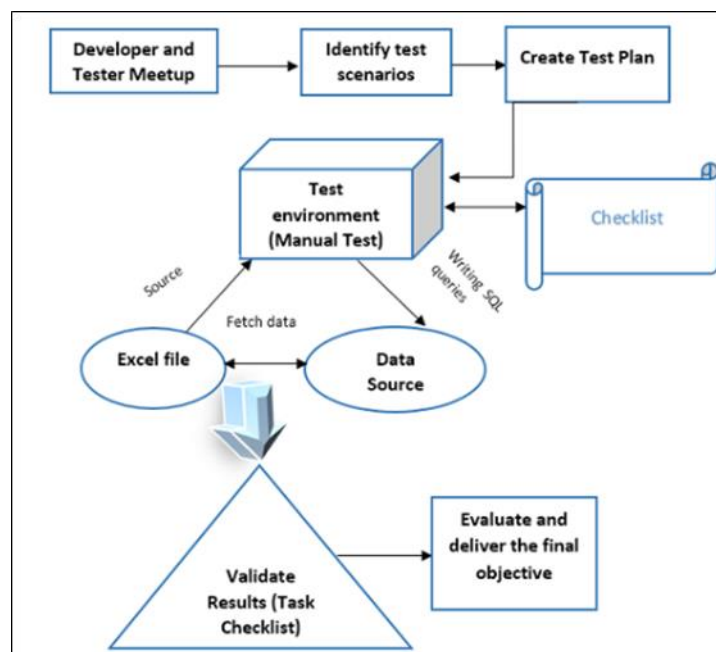 Developer and
Tester Meetup
Identify test
scenarios
Create Test Plan
Test
environment
(Manual Test)
Checklist
Source
Writing SQL
queries
Fetch data
Excel file
Data
Source
Validate
Results (Task
Checklist)
Evaluate and
deliver the final
objective